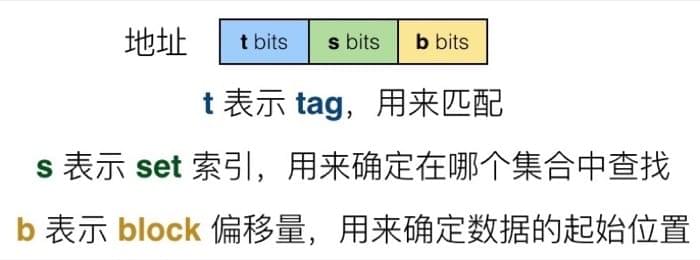 地址 t bits s bits b bits
t 表示 tag，用来匹配
s 表示 set 索引，用来确定在哪个集合中查找
b 表示 block 偏移量，用来确定数据的起始位置